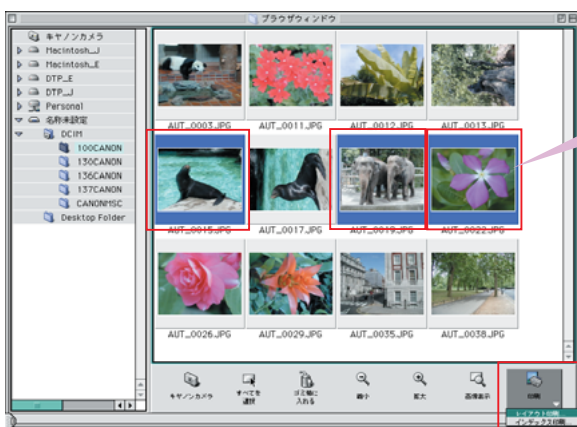 ブラウザウィンドウ
キヤノンカメラ
Macintosh_J
Macintosh_E
DTP_E
DTP_J
Personal
名称未設定
DCIM
100CANON
130CANON
136CANON
137CANON
CANONMSC
Desktop Folder
AUT_0003.JPG AUT_0011.JPG AUT_0012.JPG AUT_0013.JPG
AUT_0015.JPG AUT_0017.JPG AUT_0019.JPG AUT_0022.JPG
AUT_0026.JPG AUT_0029.JPG AUT_0035.JPG AUT_0038.JPG
キヤノンカメラ
すべてを
選択
ゴミ箱に
入れる
縮小
拡大
画像表示
印刷
レイアウト印刷...
インデックス印刷...